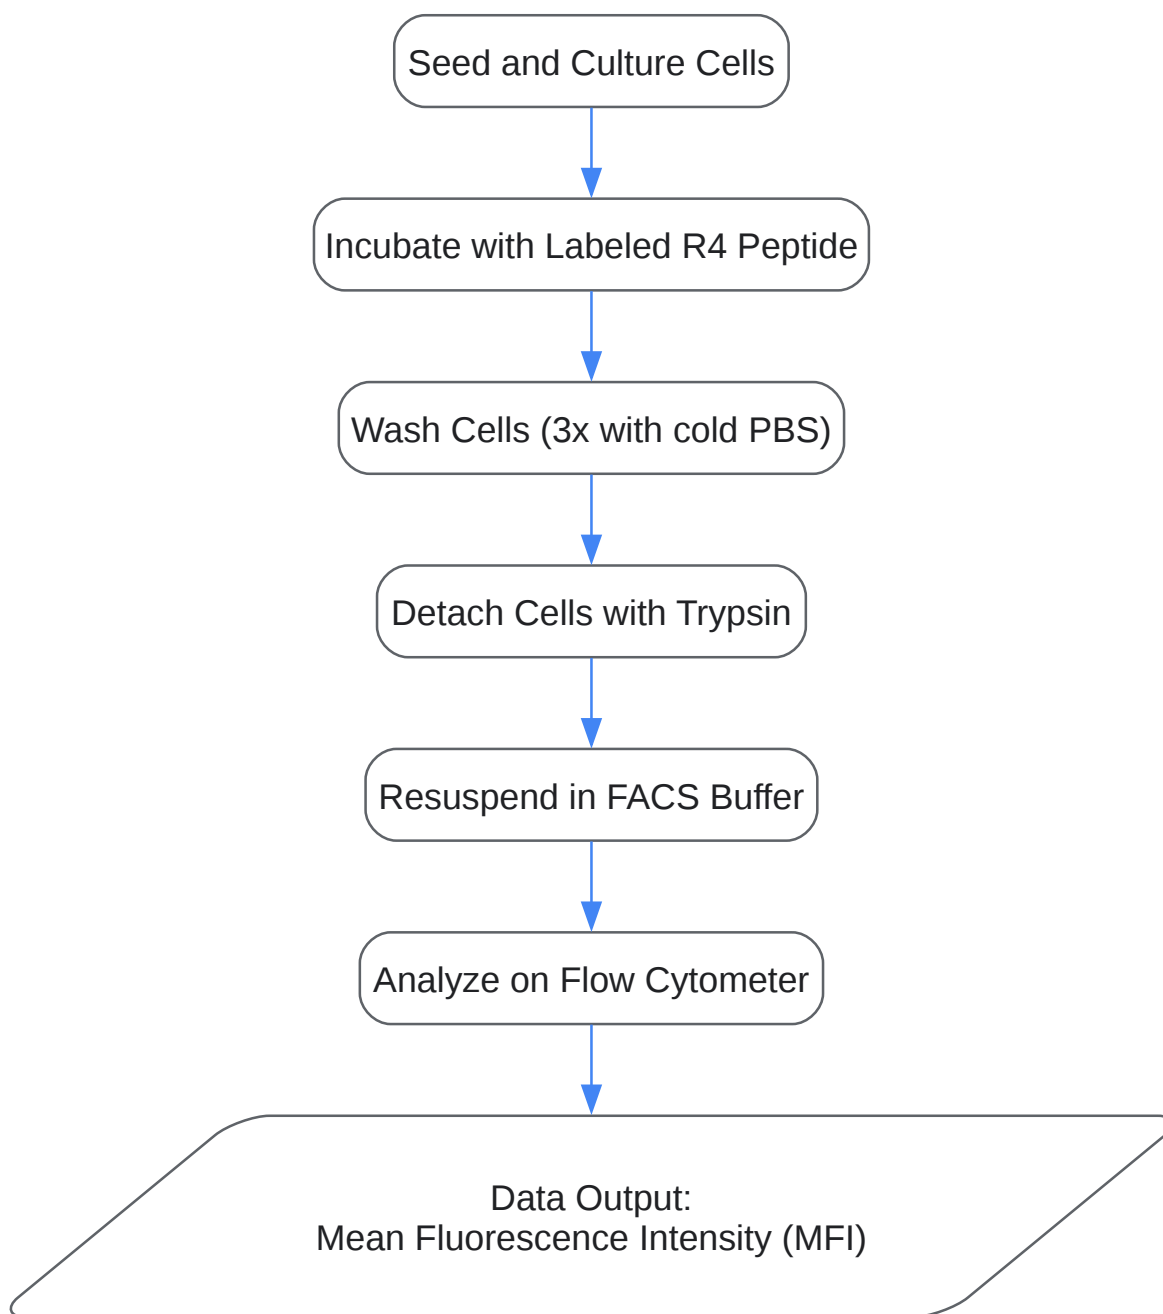 Seed and Culture Cells
Incubate with Labeled R4 Peptide
Wash Cells (3x with cold PBS)
Detach Cells with Trypsin
Resuspend in FACS Buffer
Analyze on Flow Cytometer
Data Output:
Mean Fluorescence Intensity (MFI)